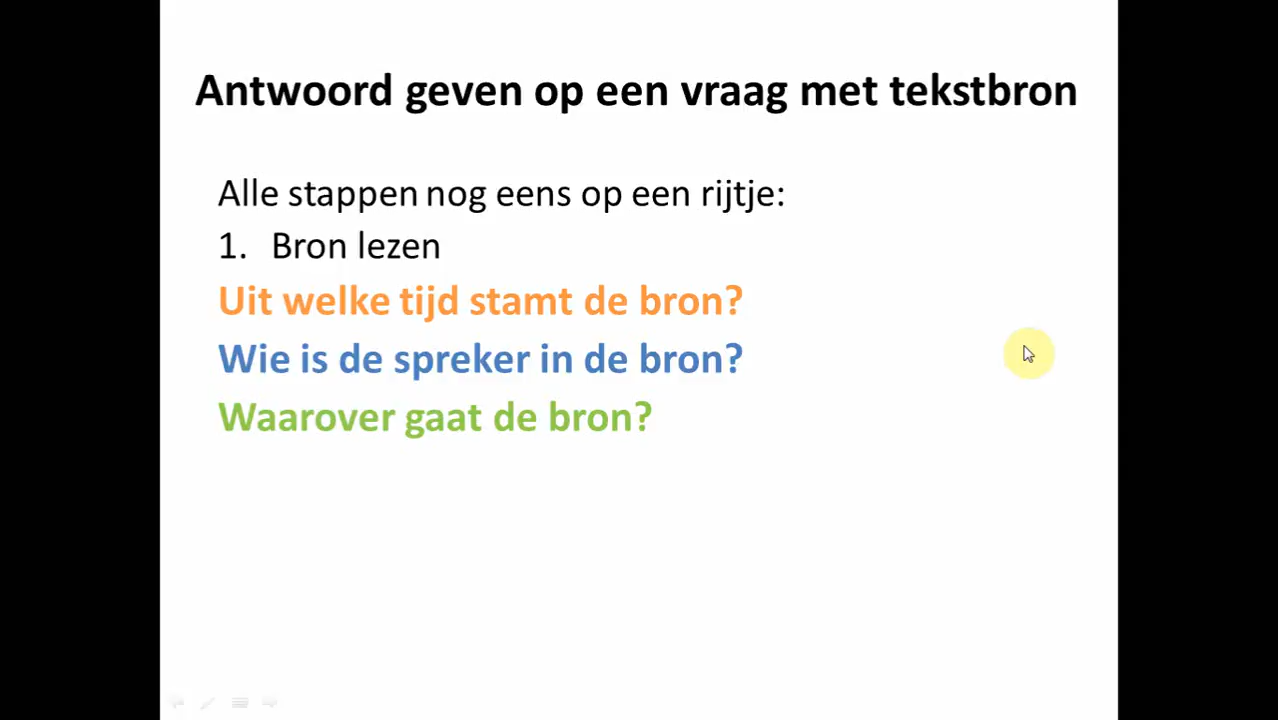 Antwoord geven op een vraag met tekstbron
Alle stappen nog eens op een rijtje:
1. Bron lezen
Uit welke tijd stamt de bron?
Wie is de spreker in de bron?
Waarover gaat de bron?